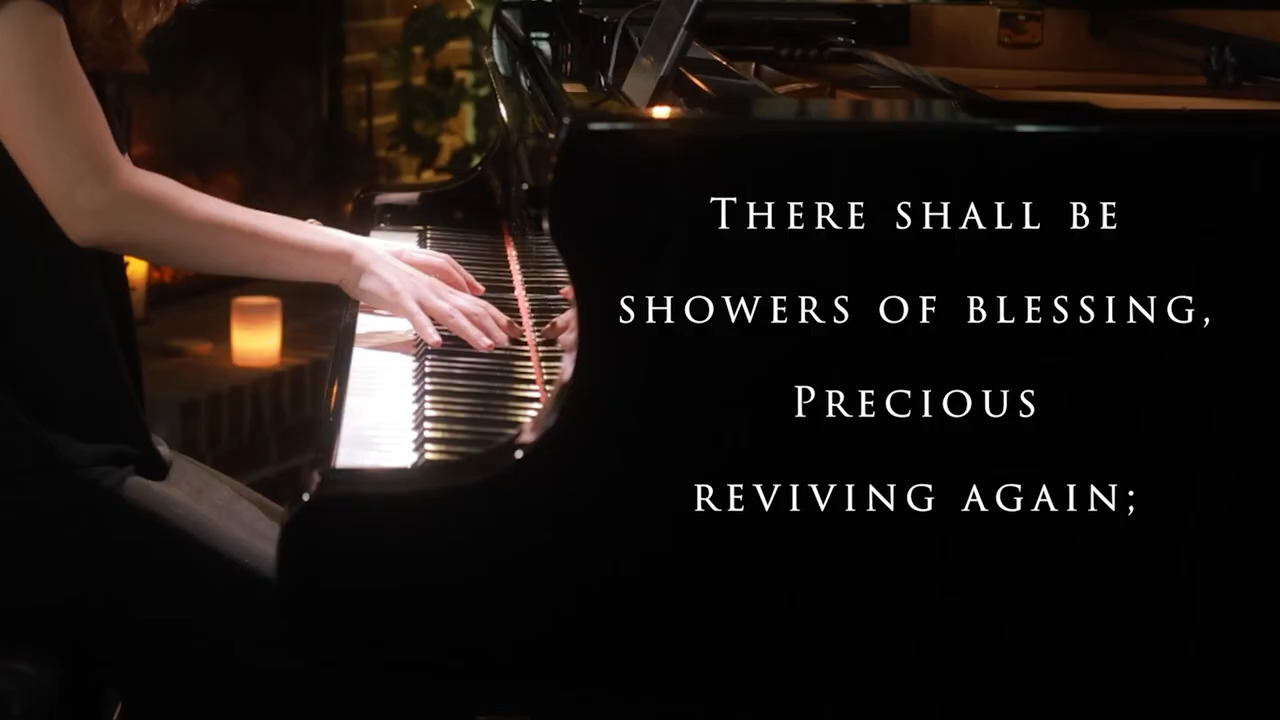 There shall be
showers of blessing,
Precious
reviving again;